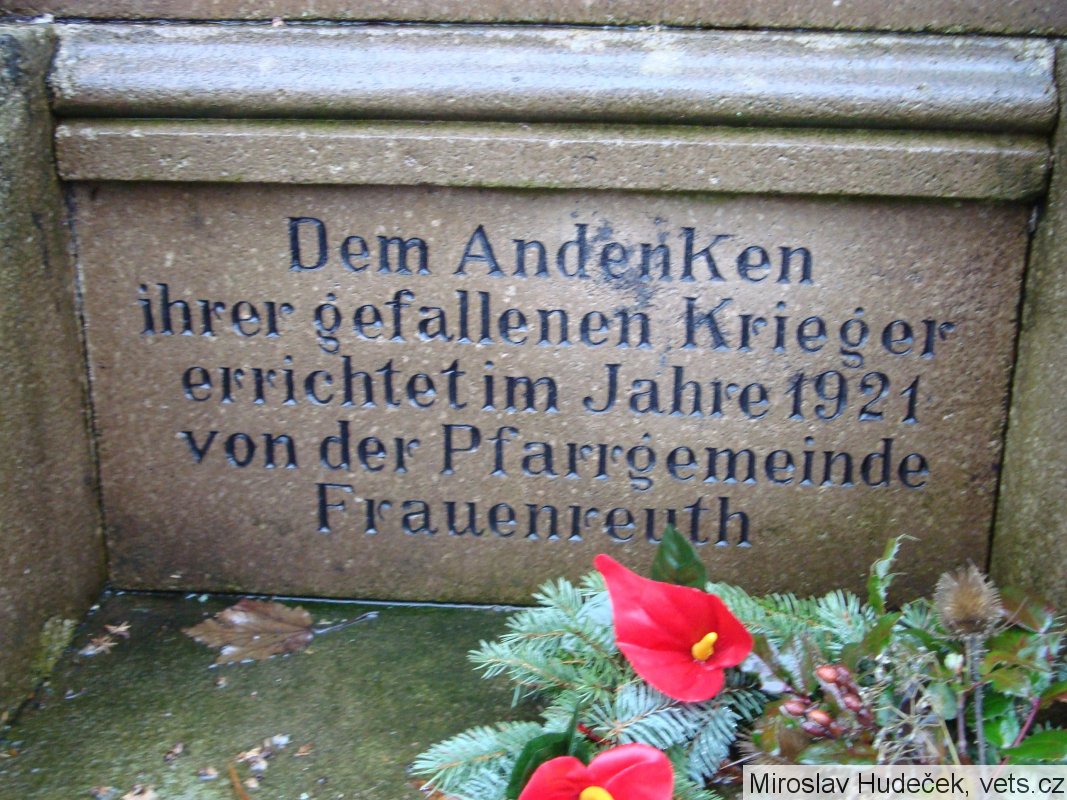 Dem Andenken
ihrer gefallenen Krieger
errichtet im Jahre 1921
von der Pfarrgemeinde
Frauenreuth
Miroslav Hudeček, vets.cz